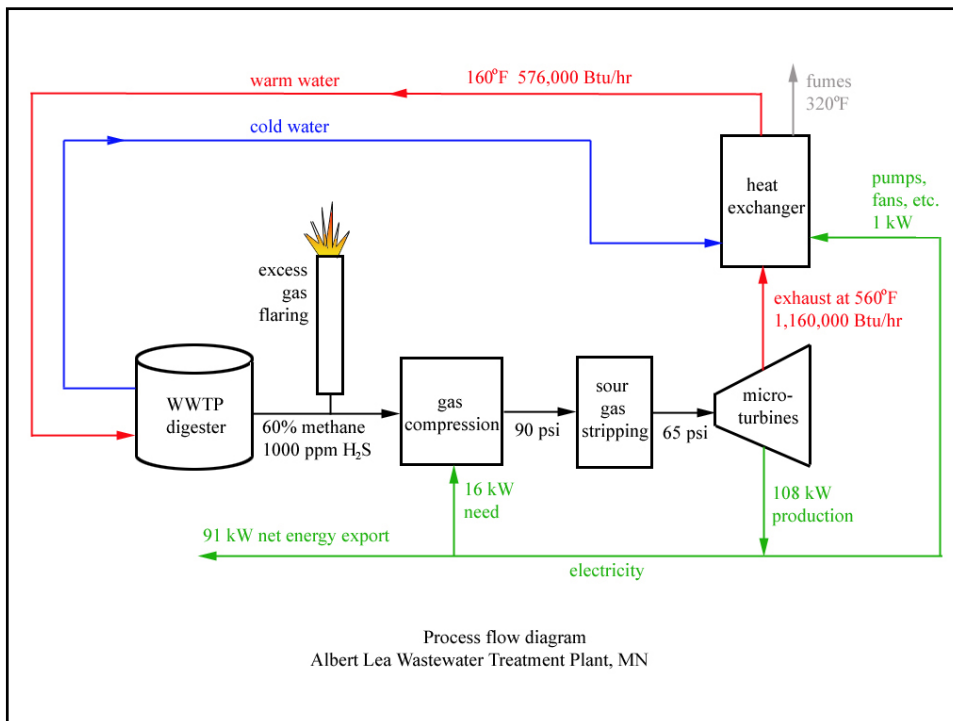 warm water
160°F 576,000 Btu/hr
fumes
320°F
cold water
heat
exchanger
pumps,
fans, etc.
1 kW
excess
gas
flaring
exhaust at 560°F
1,160,000 Btu/hr
WWTP
digester
60% methane
1000 ppm H₂S
gas
compression
90 psi
sour
gas
stripping
65 psi
micro-
turbines
16 kW
need
108 kW
production
91 kW net energy export
electricity
Process flow diagram
Albert Lea Wastewater Treatment Plant, MN